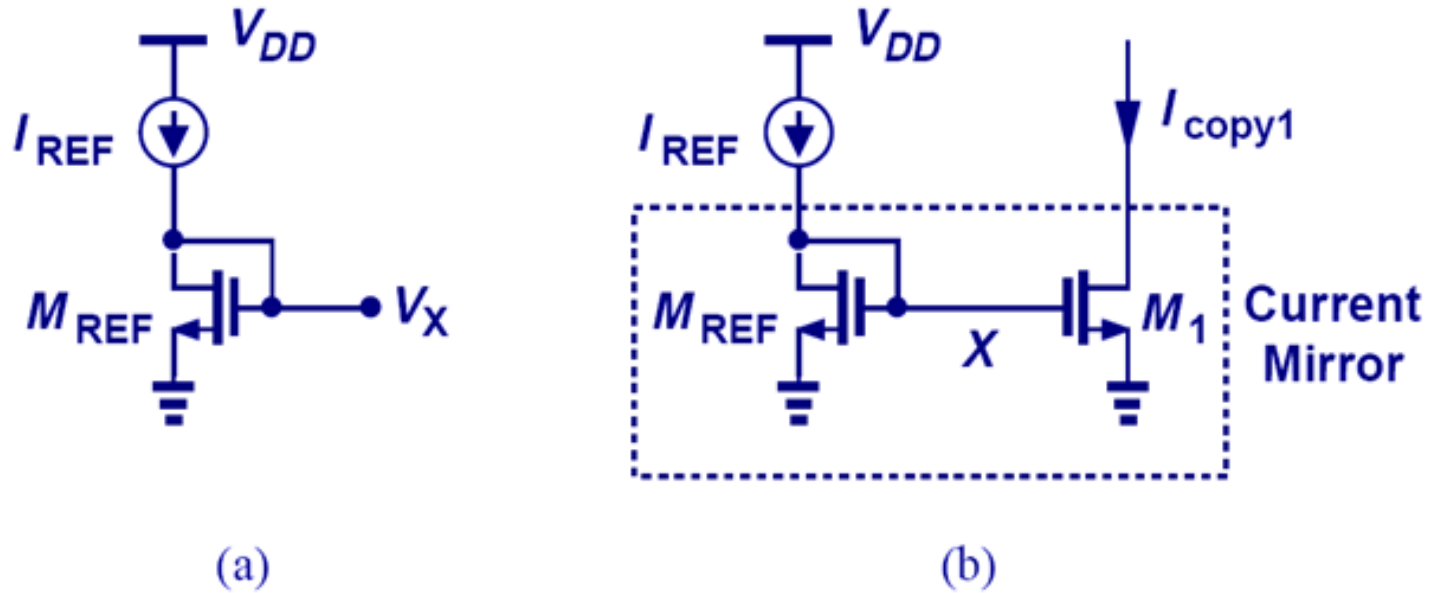 V_DD
I_REF
M_REF
V_X
(a)
V_DD
I_REF
I_copy1
M_REF
X
M_1
Current
Mirror
(b)